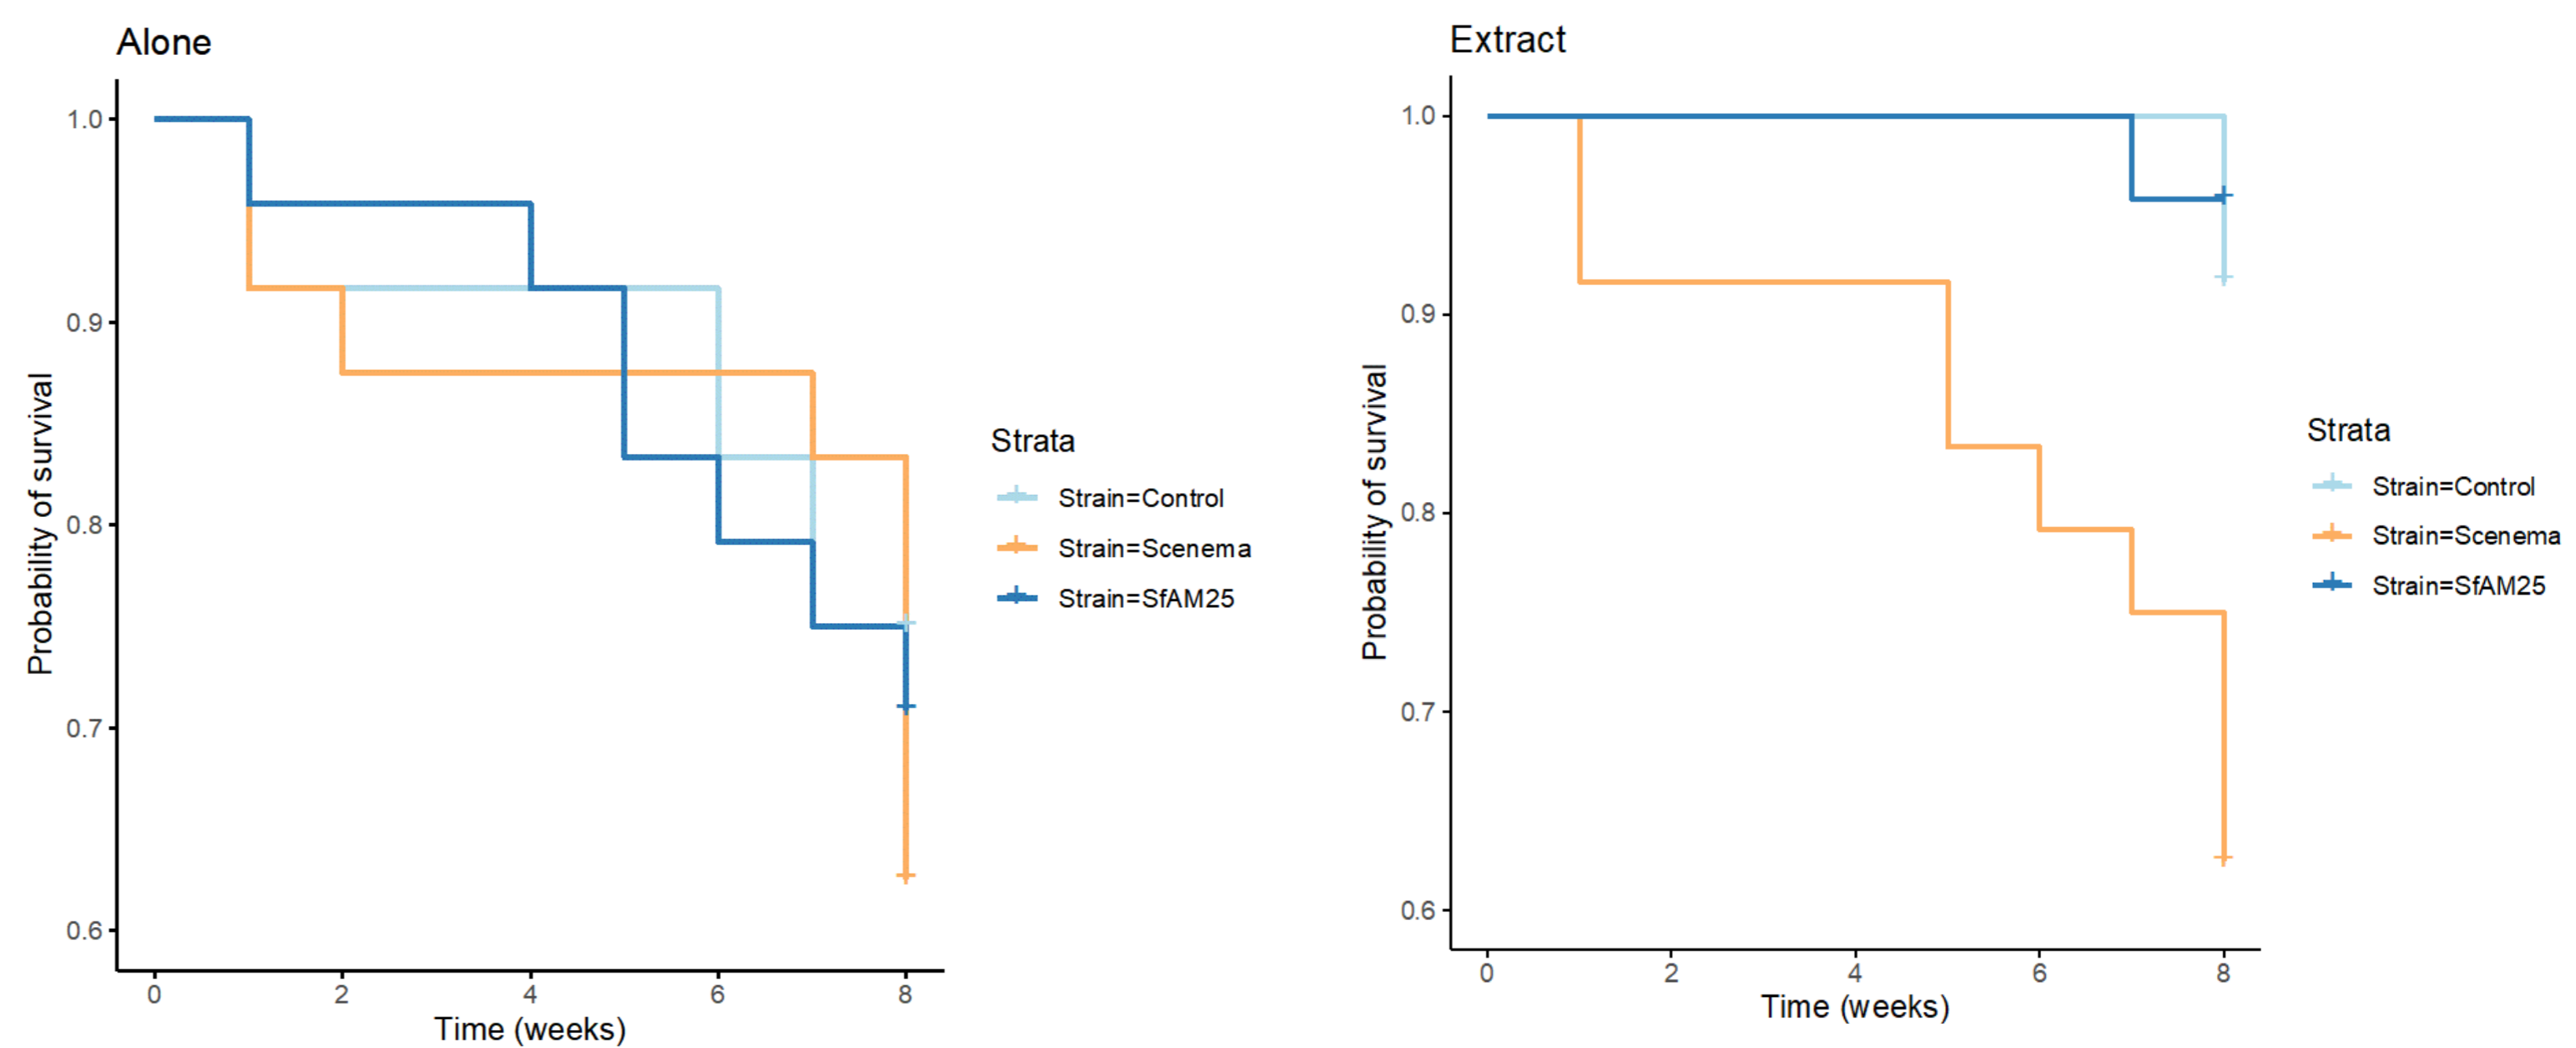 Alone
Probability of survival
1.0
0.9
0.8
0.7
0.6
0 2 4 6 8
Time (weeks)
Strata
Strain=Control
Strain=Scenema
Strain=SfAM25
Extract
Probability of survival
1.0
0.9
0.8
0.7
0.6
0 2 4 6 8
Time (weeks)
Strata
Strain=Control
Strain=Scenema
Strain=SfAM25